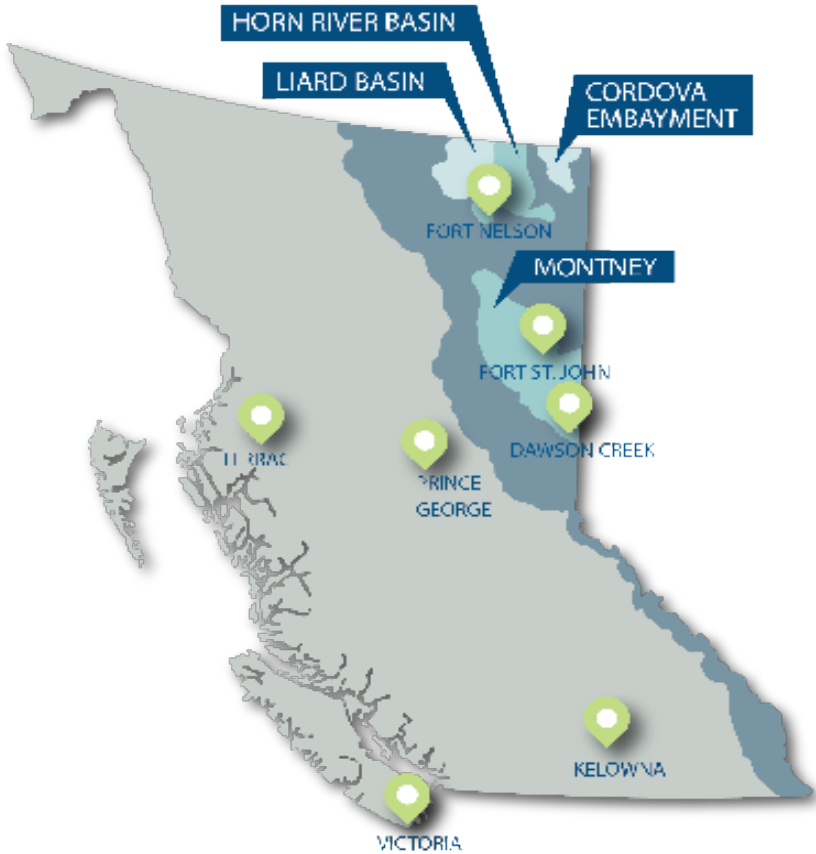 HORN RIVER BASIN
LIARD BASIN
CORDOVA
EMBAYMENT
FORT NELSON
MONTNEY
FORT ST. JOHN
DAWSON CREEK
PRINCE
GEORGE
KELOWNA
VICTORIA